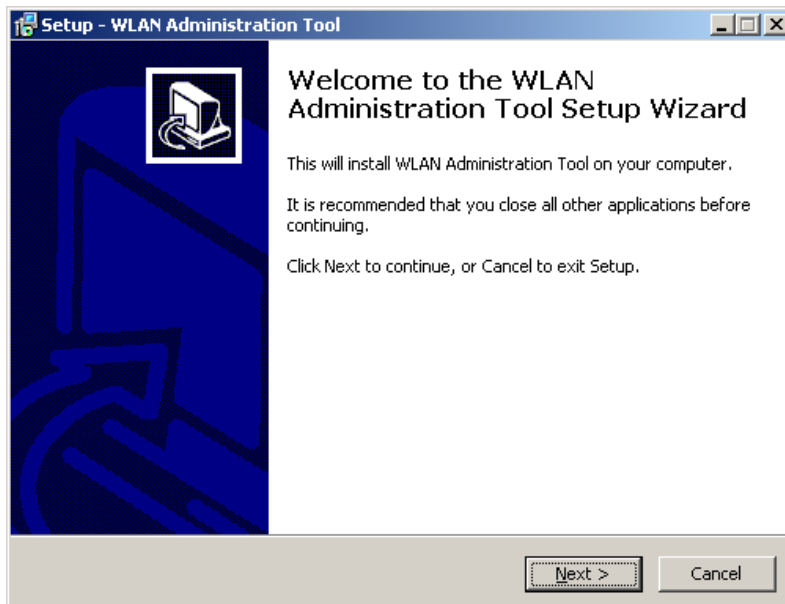 Setup - WLAN Administration Tool
Welcome to the WLAN
Administration Tool Setup Wizard
This will install WLAN Administration Tool on your computer.
It is recommended that you close all other applications before
continuing.
Click Next to continue, or Cancel to exit Setup.
Next >
Cancel